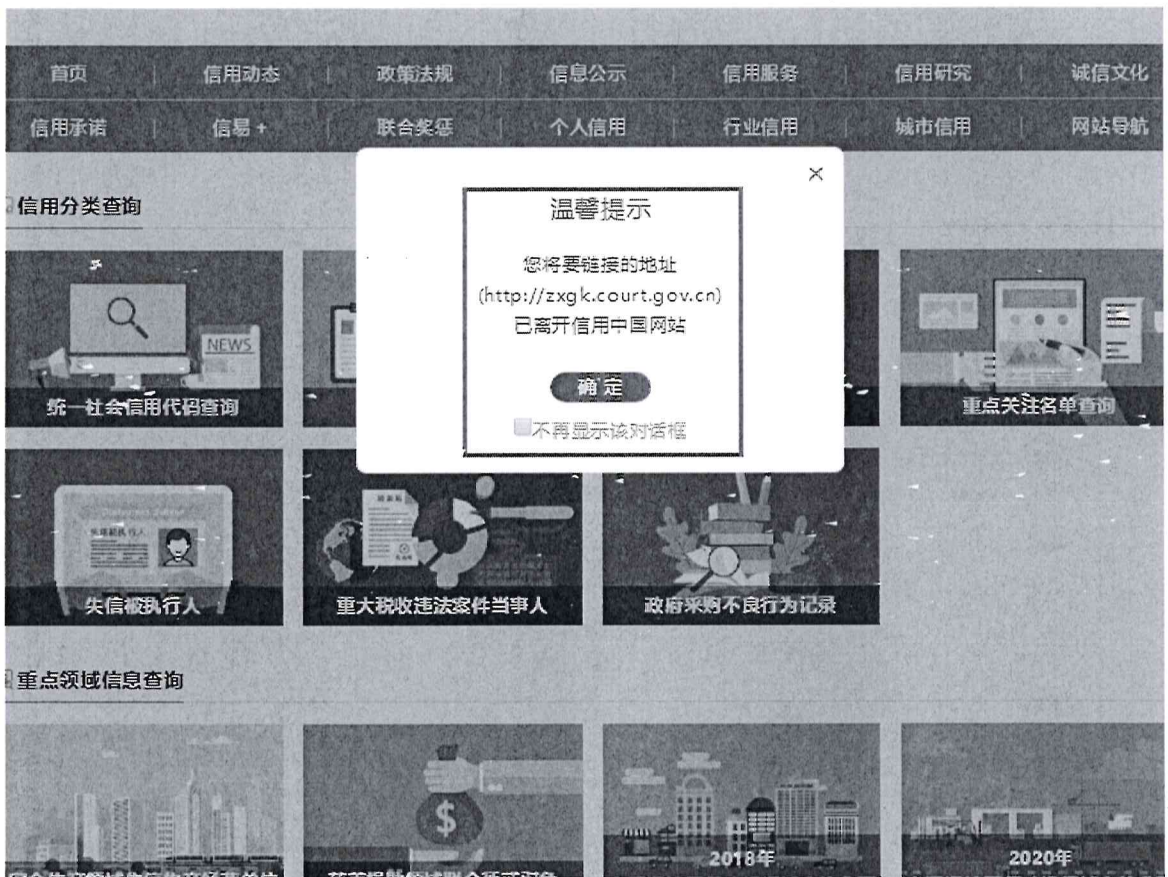 首页 信用动态 政策法规 信息公示 信用服务 信用研究 诚信文化
信用承诺 信易+ 联合奖惩 个人信用 行业信用 城市信用 网站导航
信用分类查询
温馨提示
您将要链接的地址
(http://zxgk.court.gov.cn)
已离开信用中国网站
确定
不再显示该对话框
NEWS
统一社会信用代码查询
重点关注名单查询
失信被执行人
失信被执行人
重大税收违法案件当事人
政府采购不良行为记录
重点领域信息查询
2018年
2020年